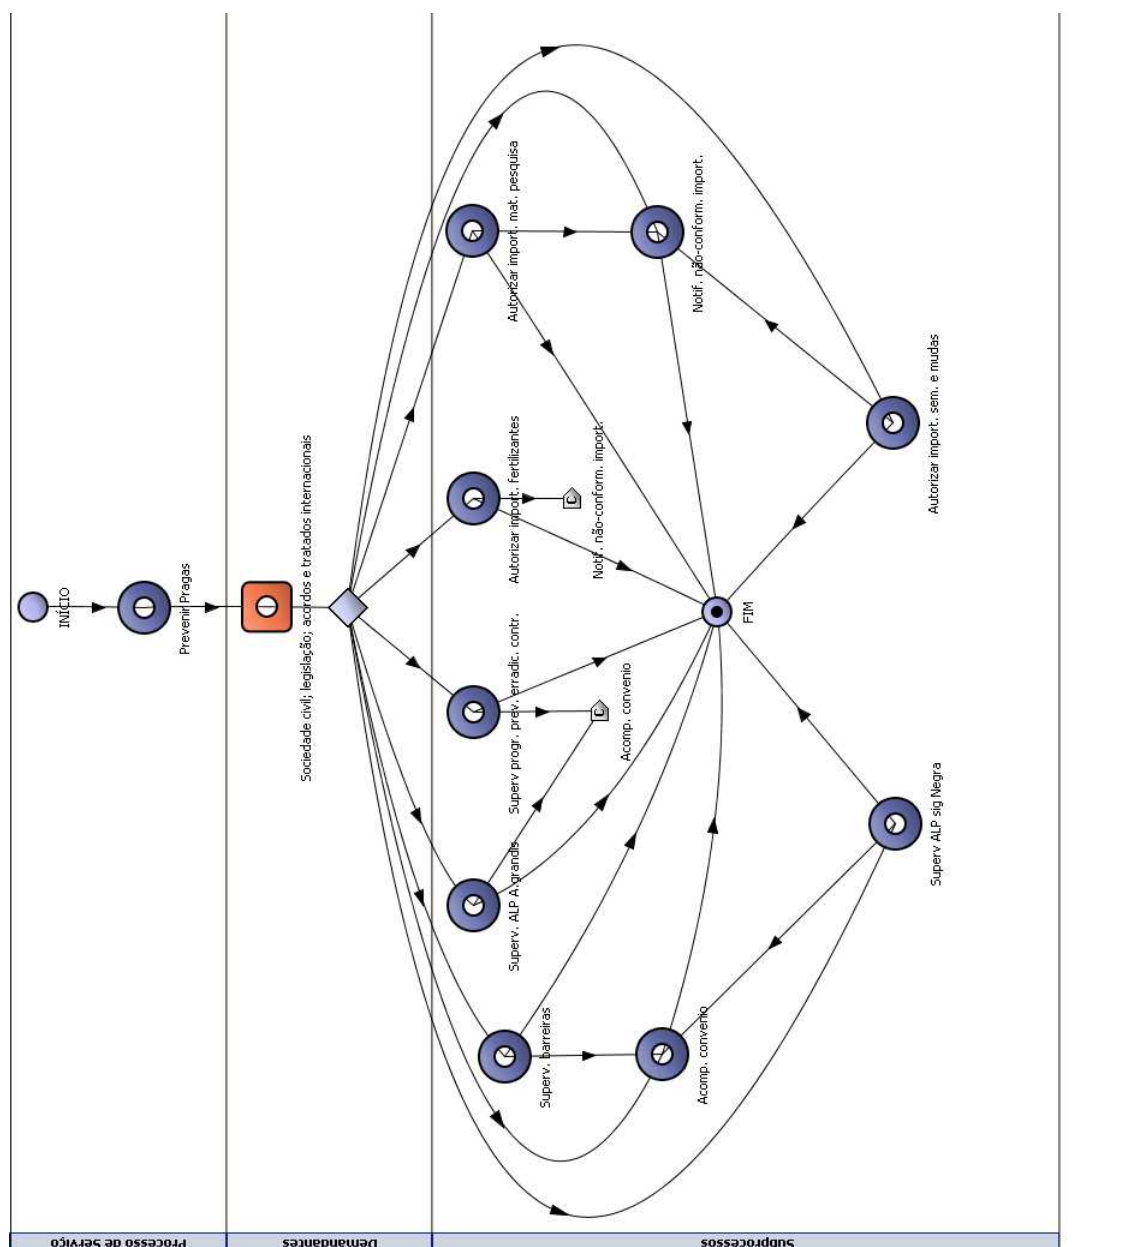 INÍCIO
Prevenir Pragas
Sociedade civil; legislação; acordos e tratados internacionais
Autorizar import. mat. pesquisa
Notif. não-conform. import.
Autorizar import. sem. e mudas
Autorizar import. fertilizantes
C
Notif. não-conform. import.
FIM
Superv progr. prev. erradic. contr.
C
Acomp. convenio
Superv. ALP A.grandis
Superv ALP sig Negra
Superv. barreiras
Acomp. convenio
Processo de Serviço
Demandantes
Subprocessos